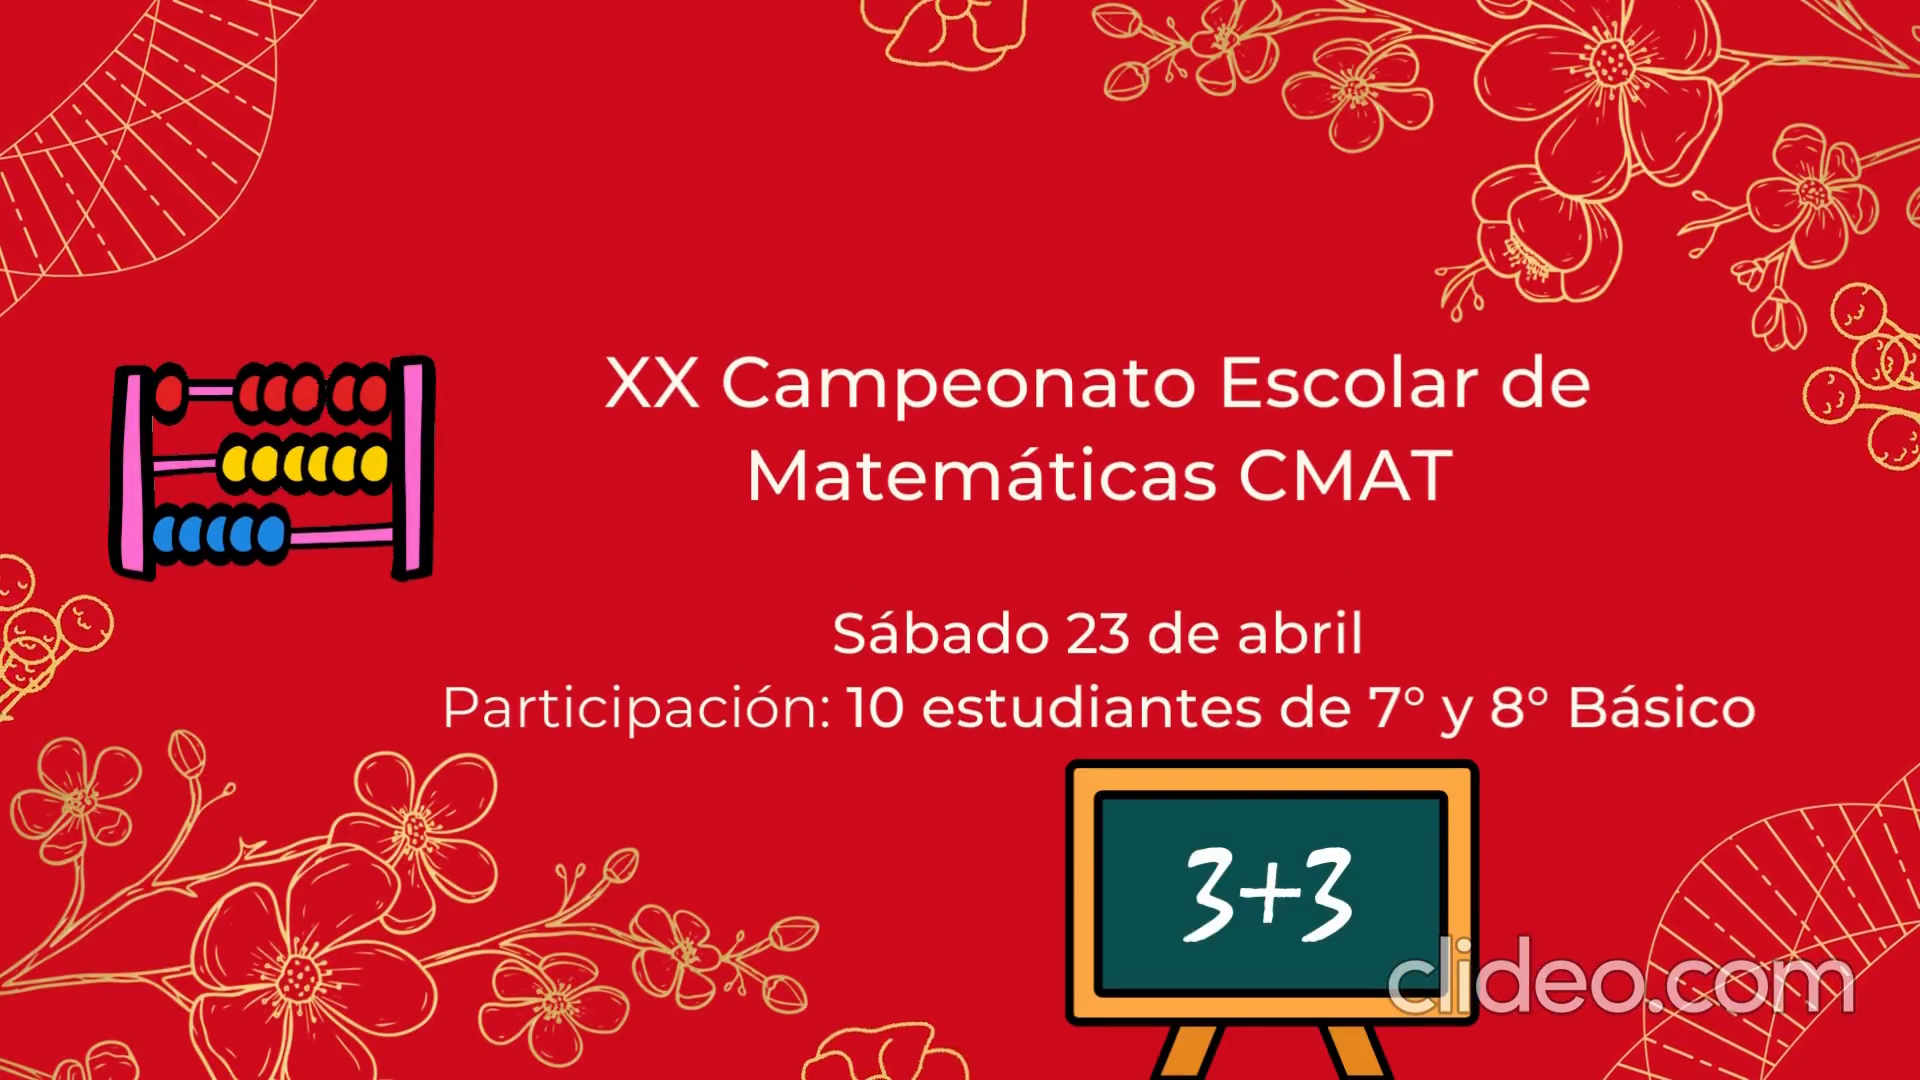 XX Campeonato Escolar de
Matemáticas CMAT
Sábado 23 de abril
Participación: 10 estudiantes de 7° y 8° Básico
3+3
clideo.com